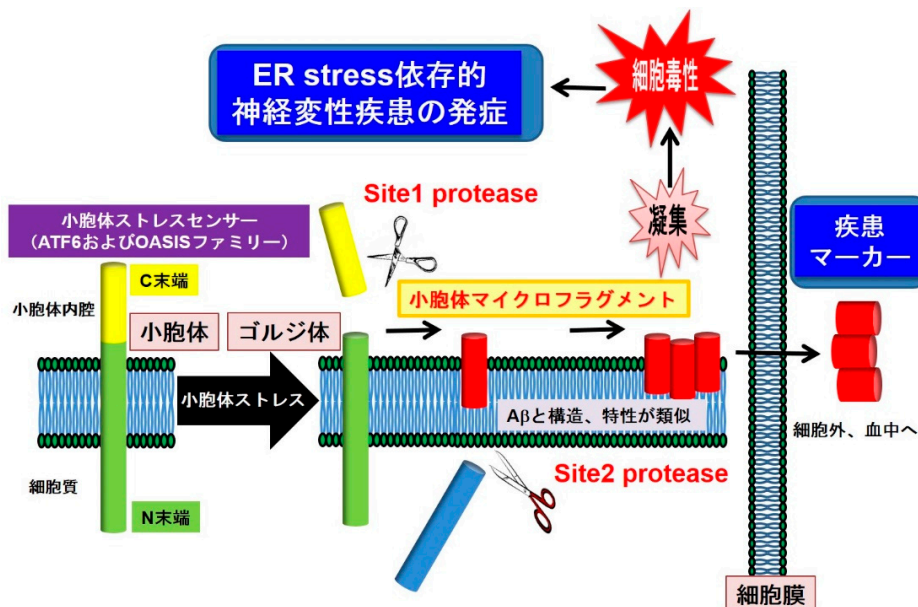 ER stress依存的
神経変性疾患の発症
細胞毒性
凝集
Site1 protease
小胞体ストレスセンサー
（ATF6およびOASISファミリー）
疾患
マーカー
C末端
小胞体内腔
小胞体マイクロフラグメント
小胞体
ゴルジ体
小胞体ストレス
Aβと構造、特性が類似
細胞外、血中へ
細胞質
Site2 protease
N末端
細胞膜